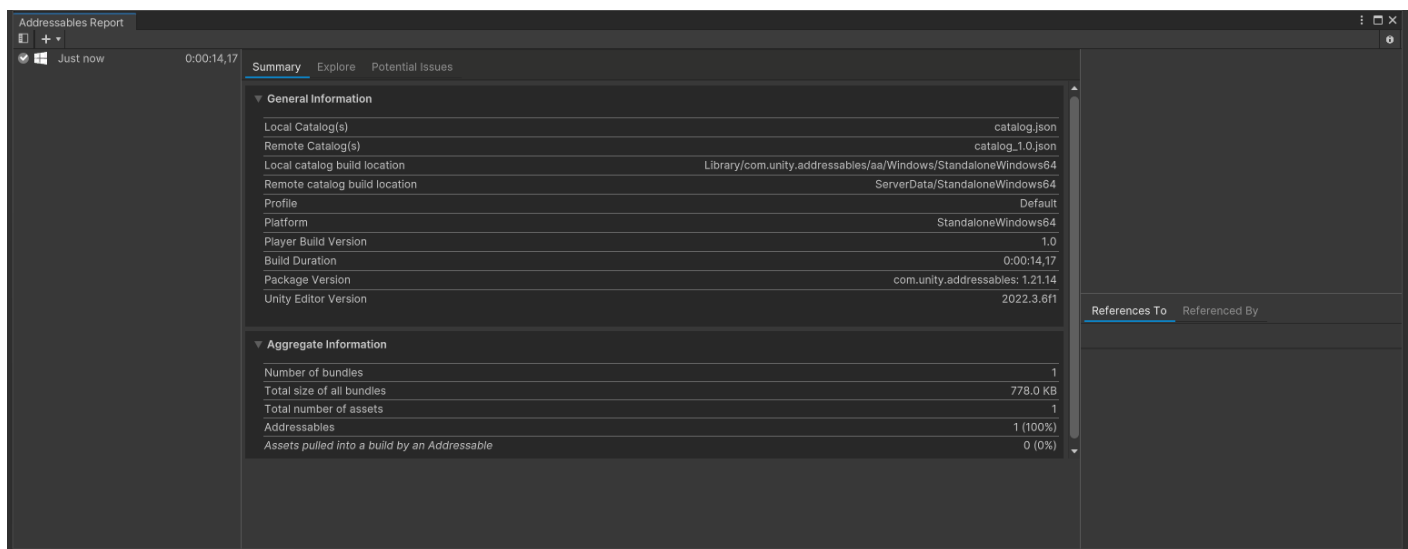 Addressables Report
Just now 0:00:14,17
Summary Explore Potential Issues
General Information
Local Catalog(s) catalog.json
Remote Catalog(s) catalog_1.0.json
Local catalog build location Library/com.unity.addressables/aa/Windows/StandaloneWindows64
Remote catalog build location ServerData/StandaloneWindows64
Profile Default
Platform StandaloneWindows64
Player Build Version 1.0
Build Duration 0:00:14,17
Package Version com.unity.addressables: 1.21.14
Unity Editor Version 2022.3.6f1
Aggregate Information
Number of bundles 1
Total size of all bundles 778.0 KB
Total number of assets 1
Addressables 1 (100%)
Assets pulled into a build by an Addressable 0 (0%)
References To Referenced By